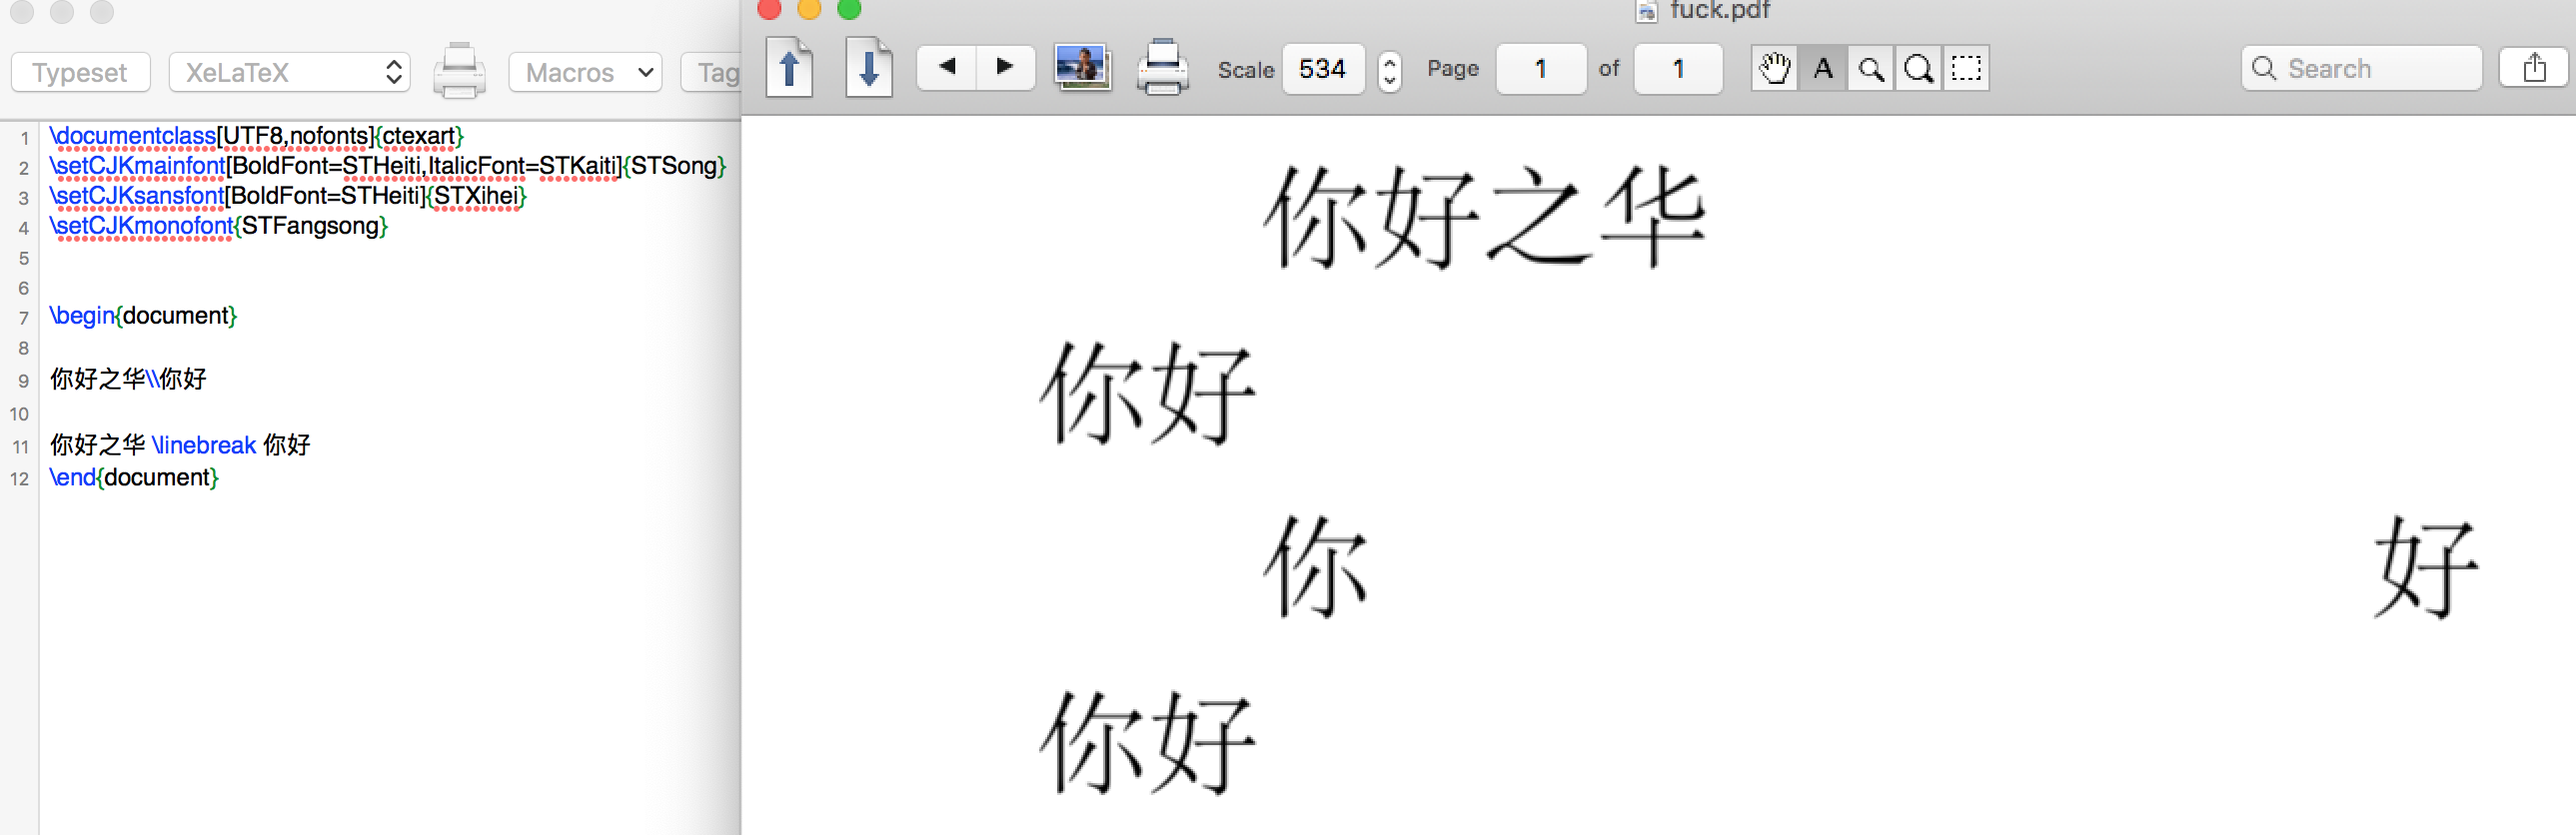 Typeset
XeLaTeX
Macros
Tag
1 \documentclass[UTF8,nofonts]{ctexart}
2 \setCJKmainfont[BoldFont=STHeiti,ItalicFont=STKaiti]{STSong}
3 \setCJKsansfont[BoldFont=STHeiti]{STXihei}
4 \setCJKmonofont{STFangsong}
5
6
7 \begin{document}
8
9 你好之华\\你好
10
11 你好之华 \linebreak 你好
12 \end{document}
fuck.pdf
Scale 534 Page 1 of 1 A Search
你好之华
你好
你 好
你好